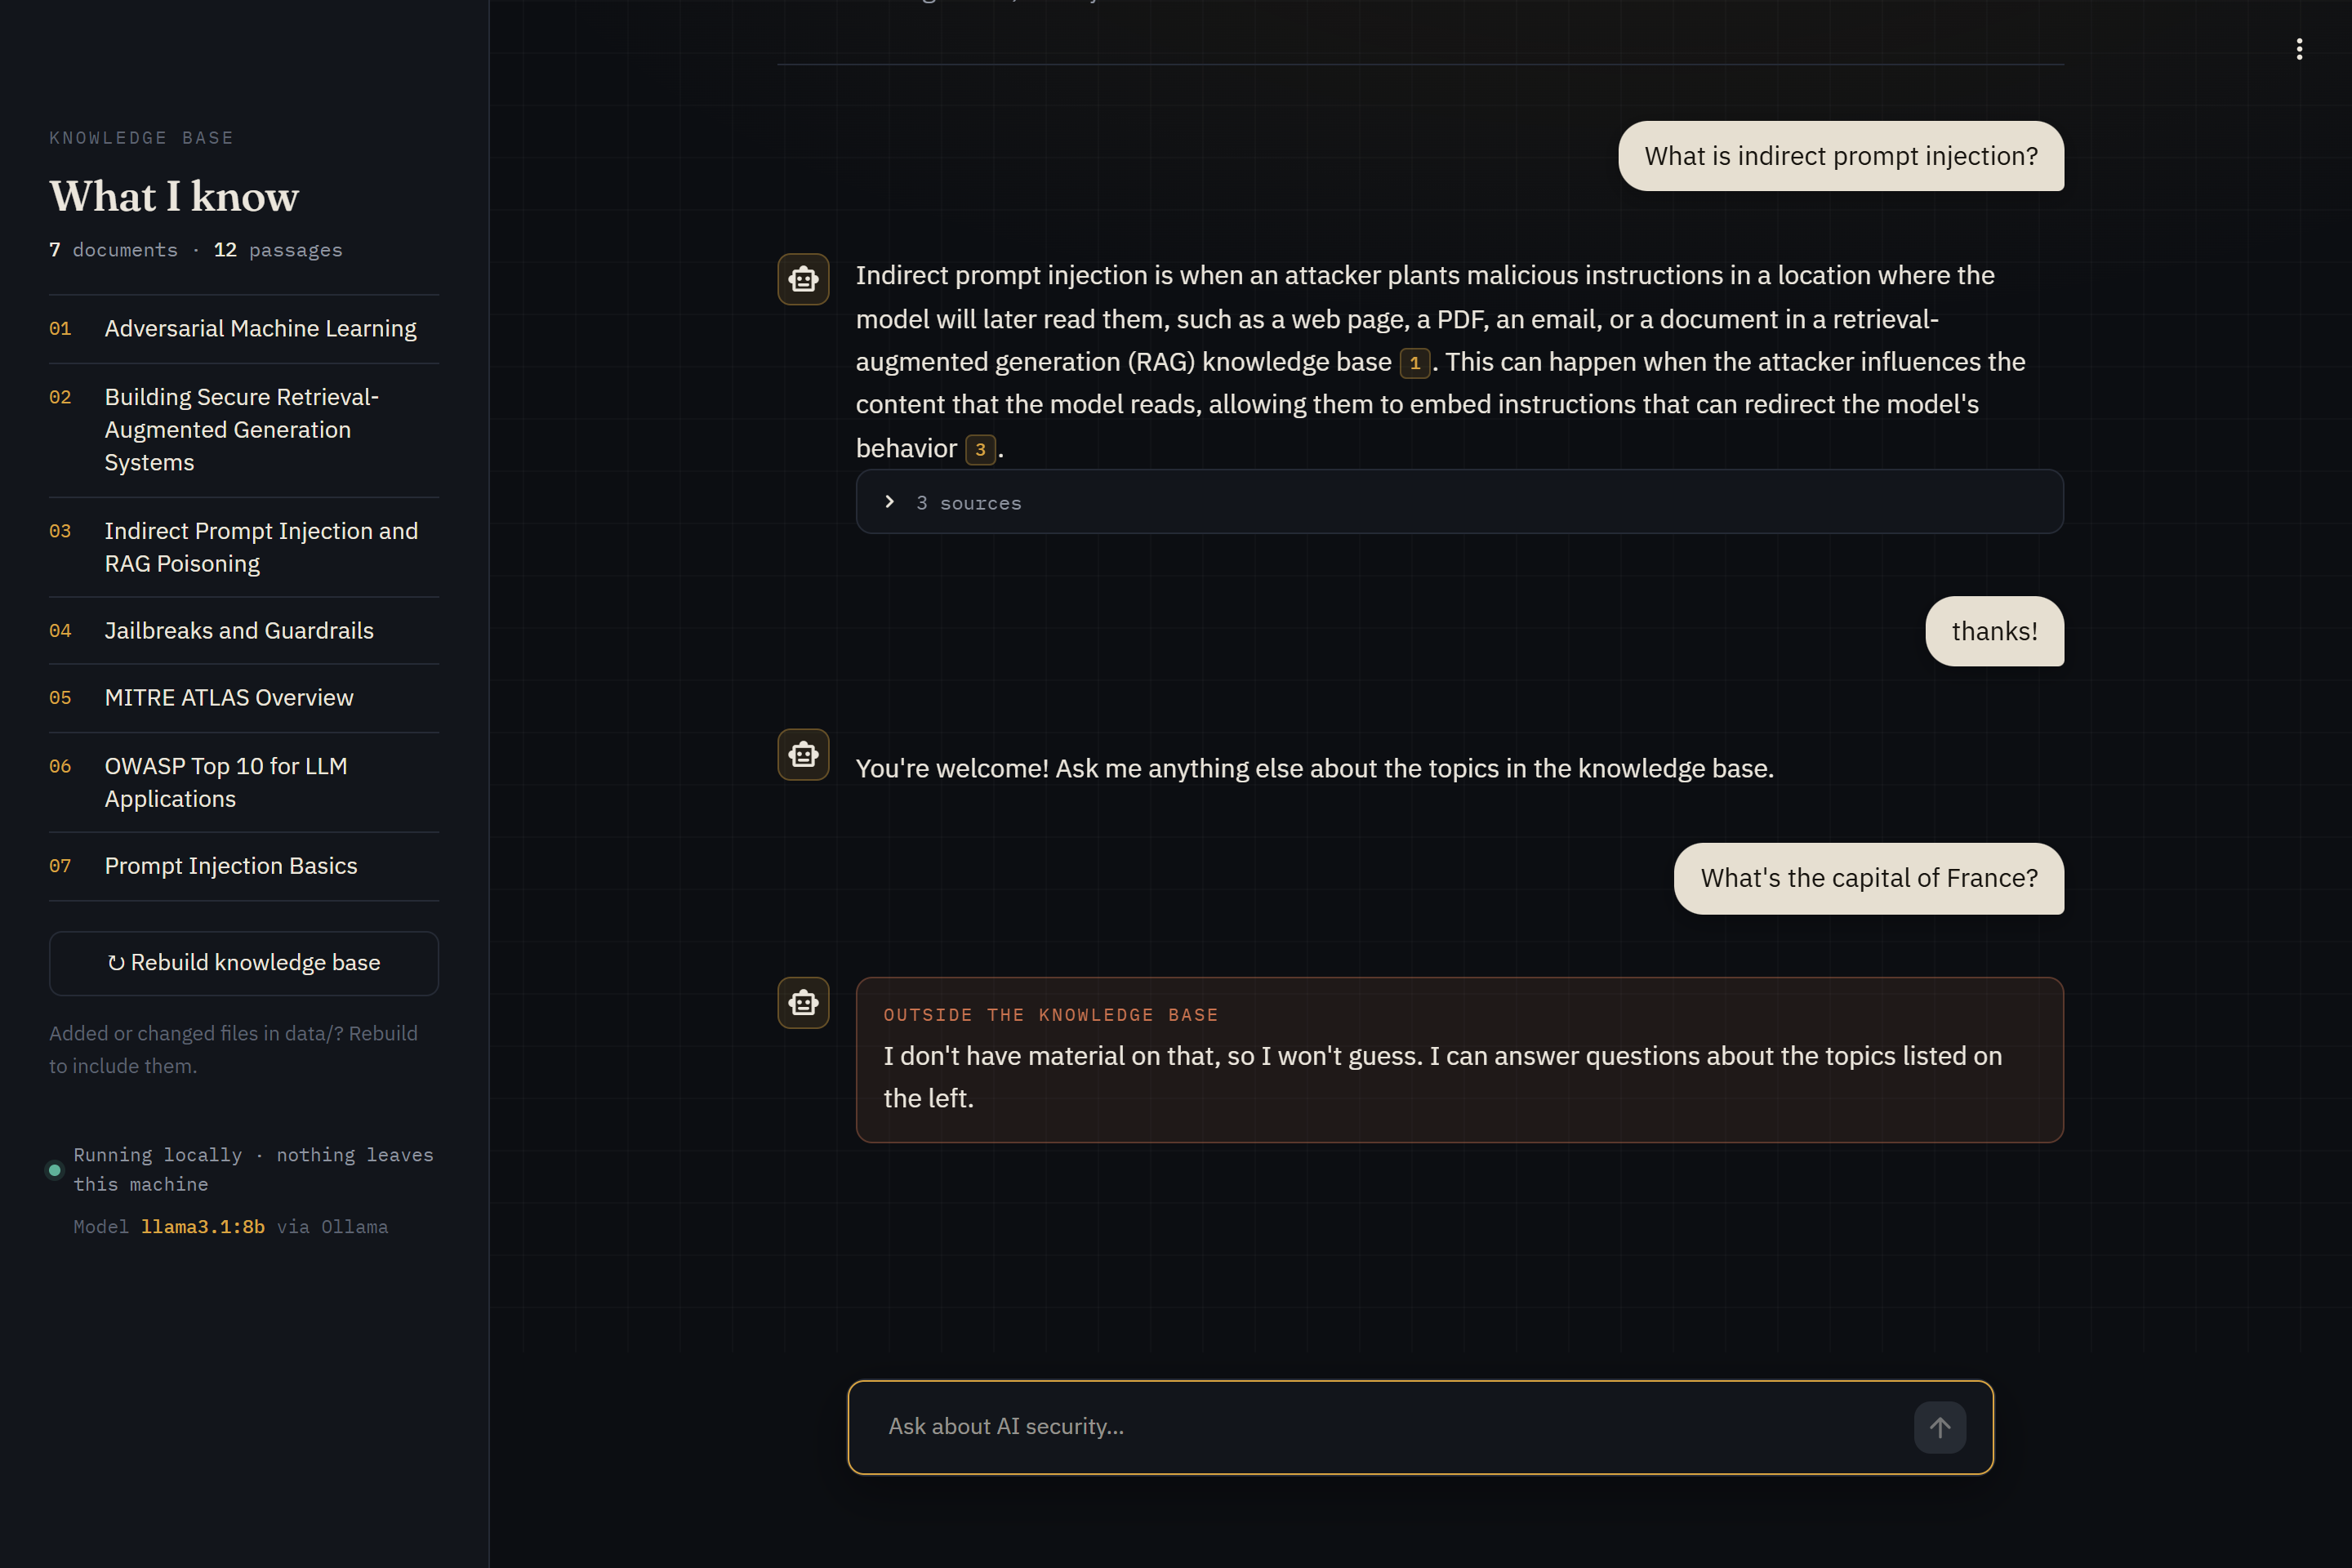 KNOWLEDGE BASE
What I know
7 documents · 12 passages
01 Adversarial Machine Learning
02 Building Secure Retrieval-
Augmented Generation
Systems
03 Indirect Prompt Injection and
RAG Poisoning
04 Jailbreaks and Guardrails
05 MITRE ATLAS Overview
06 OWASP Top 10 for LLM
Applications
07 Prompt Injection Basics
↻ Rebuild knowledge base
Added or changed files in data/? Rebuild
to include them.
Running locally · nothing leaves
this machine
Model llama3.1:8b via Ollama
What is indirect prompt injection?
Indirect prompt injection is when an attacker plants malicious instructions in a location where the
model will later read them, such as a web page, a PDF, an email, or a document in a retrieval-
augmented generation (RAG) knowledge base 1. This can happen when the attacker influences the
content that the model reads, allowing them to embed instructions that can redirect the model's
behavior 3.
3 sources
thanks!
You're welcome! Ask me anything else about the topics in the knowledge base.
What's the capital of France?
OUTSIDE THE KNOWLEDGE BASE
I don't have material on that, so I won't guess. I can answer questions about the topics listed on
the left.
Ask about AI security...